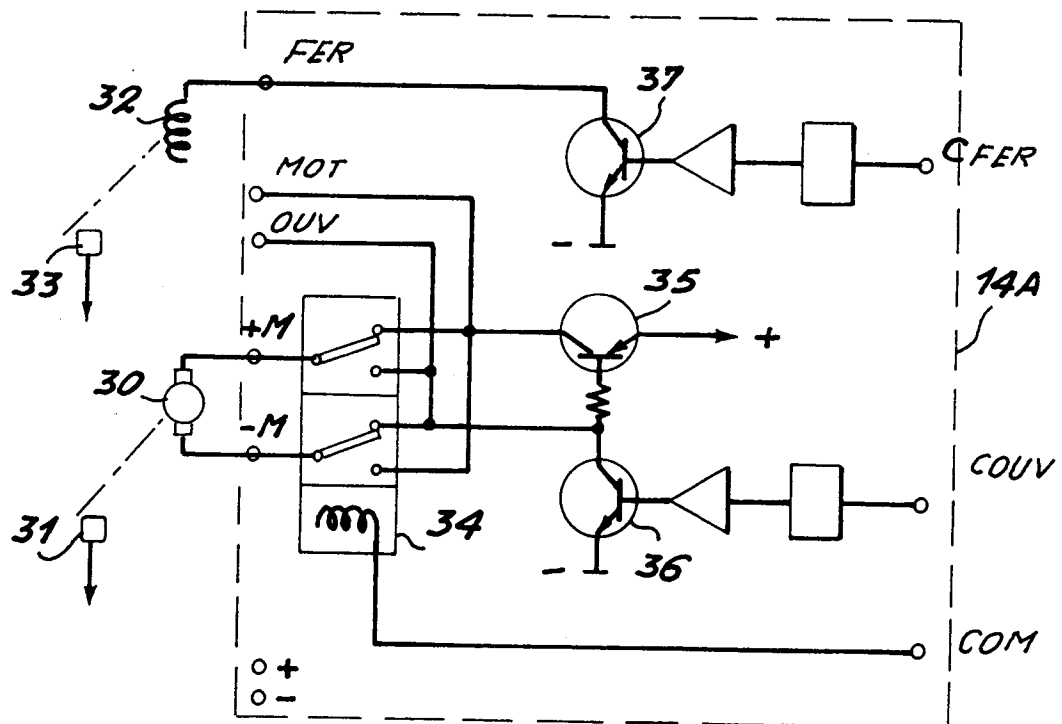 FER
37
32
CFER
MOT
OUV
33
35
14A
+M
+
30
-M
COUV
31
34
36
COM
+
-
-
-